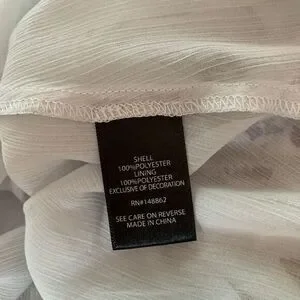 SHELL
100%POLYESTER
LINING
100%POLYESTER
EXCLUSIVE OF DECORATION
RN#148862
SEE CARE ON REVERSE
MADE IN CHINA